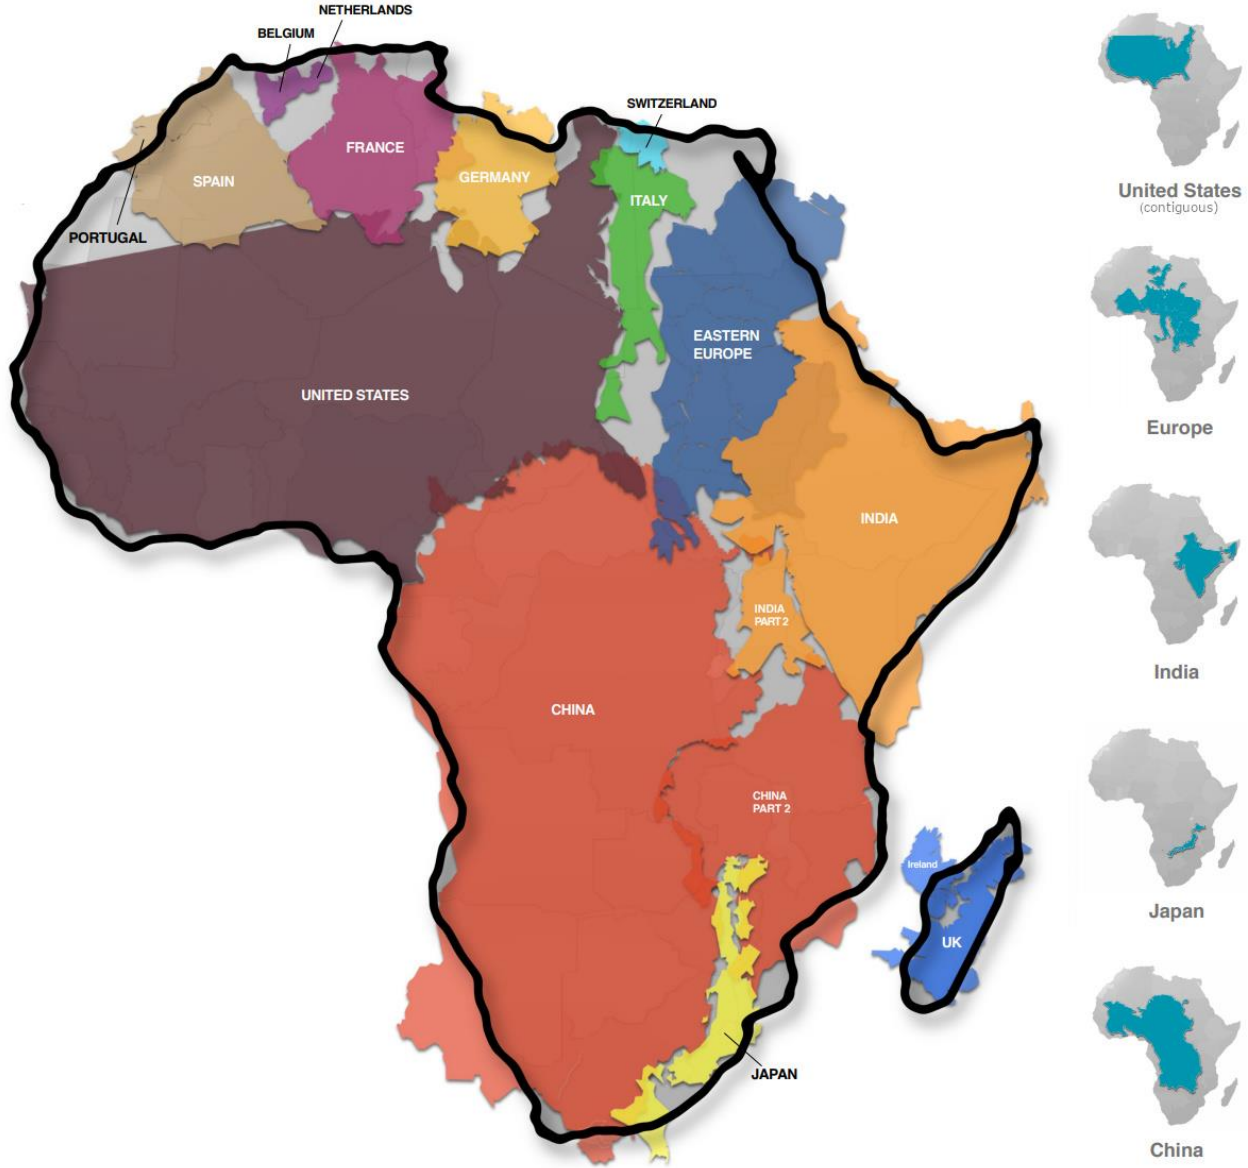 NETHERLANDS
BELGIUM
SWITZERLAND
FRANCE
GERMANY
SPAIN
ITALY
PORTUGAL
EASTERN
EUROPE
UNITED STATES
INDIA
INDIA
PART 2
CHINA
CHINA
PART 2
Ireland
UK
JAPAN
United States
(contiguous)
Europe
India
Japan
China